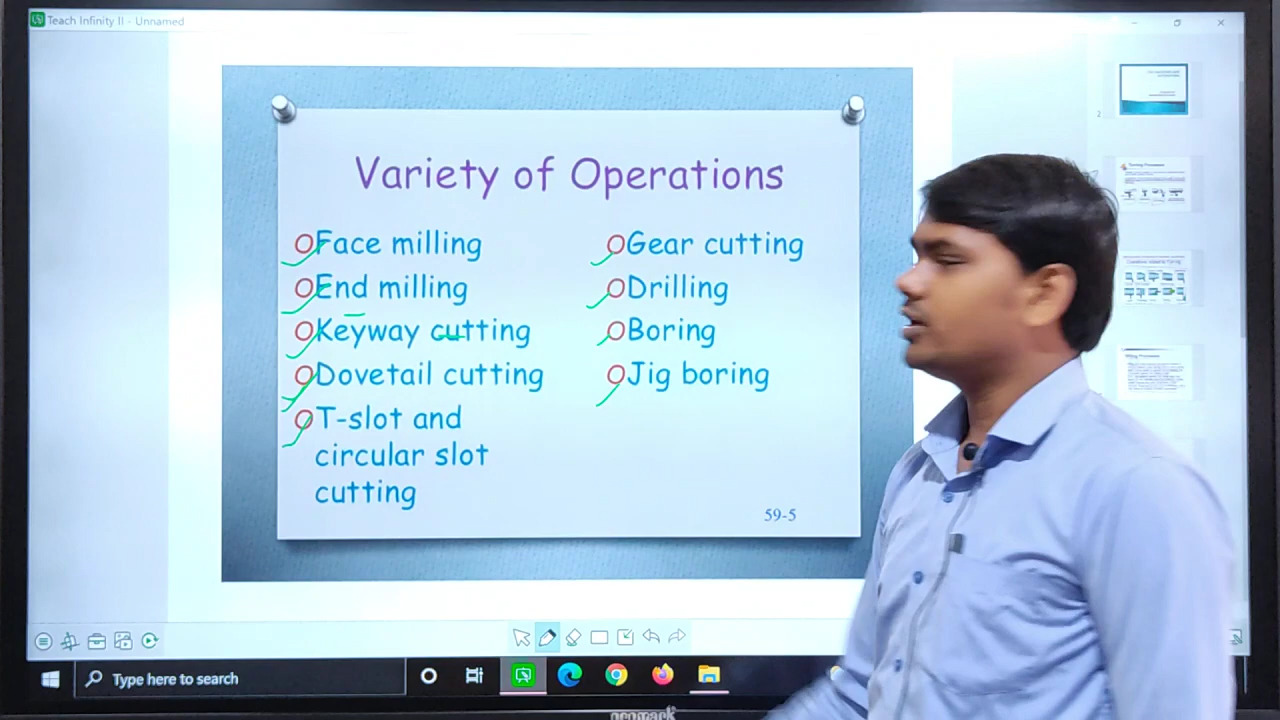 Teach Infinity II - Unnamed
Variety of Operations
Face milling
End milling
Keyway cutting
Dovetail cutting
T-slot and
circular slot
cutting
Gear cutting
Drilling
Boring
Jig boring
59-5
2
Type here to search